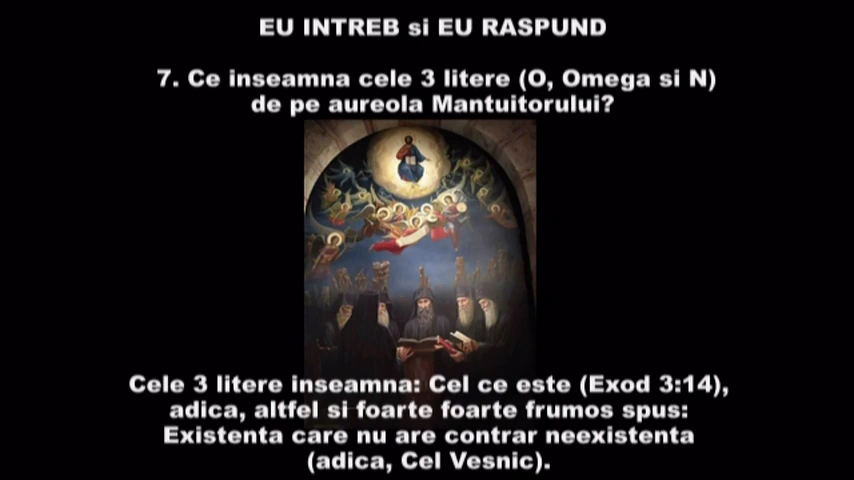 EU INTREB si EU RASPUND
7. Ce inseamna cele 3 litere (O, Omega si N)
de pe aureola Mantuitorului?
Cele 3 litere inseamna: Cel ce este (Exod 3:14),
adica, altfel si foarte foarte frumos spus:
Existenta care nu are contrar neexistenta
(adica, Cel Vesnic).